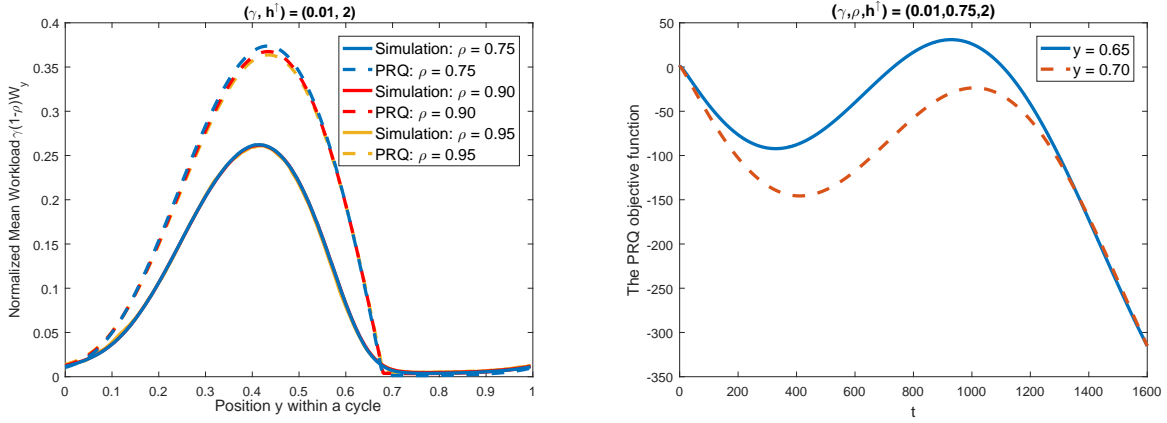 (γ, h↑) = (0.01, 2)
Normalized Mean Workload γ(1-ρ)W_y
0.4
0.35
0.3
0.25
0.2
0.15
0.1
0.05
0
Simulation: ρ = 0.75
PRQ: ρ = 0.75
Simulation: ρ = 0.90
PRQ: ρ = 0.90
Simulation: ρ = 0.95
PRQ: ρ = 0.95
0 0.1 0.2 0.3 0.4 0.5 0.6 0.7 0.8 0.9 1
Position y within a cycle
(γ,ρ,h↑) = (0.01,0.75,2)
The PRQ objective function
50
0
-50
-100
-150
-200
-250
-300
-350
y = 0.65
y = 0.70
0 200 400 600 800 1000 1200 1400 1600
t